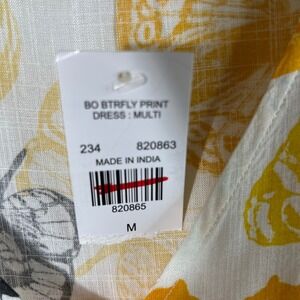 BO BTRFLY PRINT
DRESS : MULTI
234 820863
MADE IN INDIA
820865
M